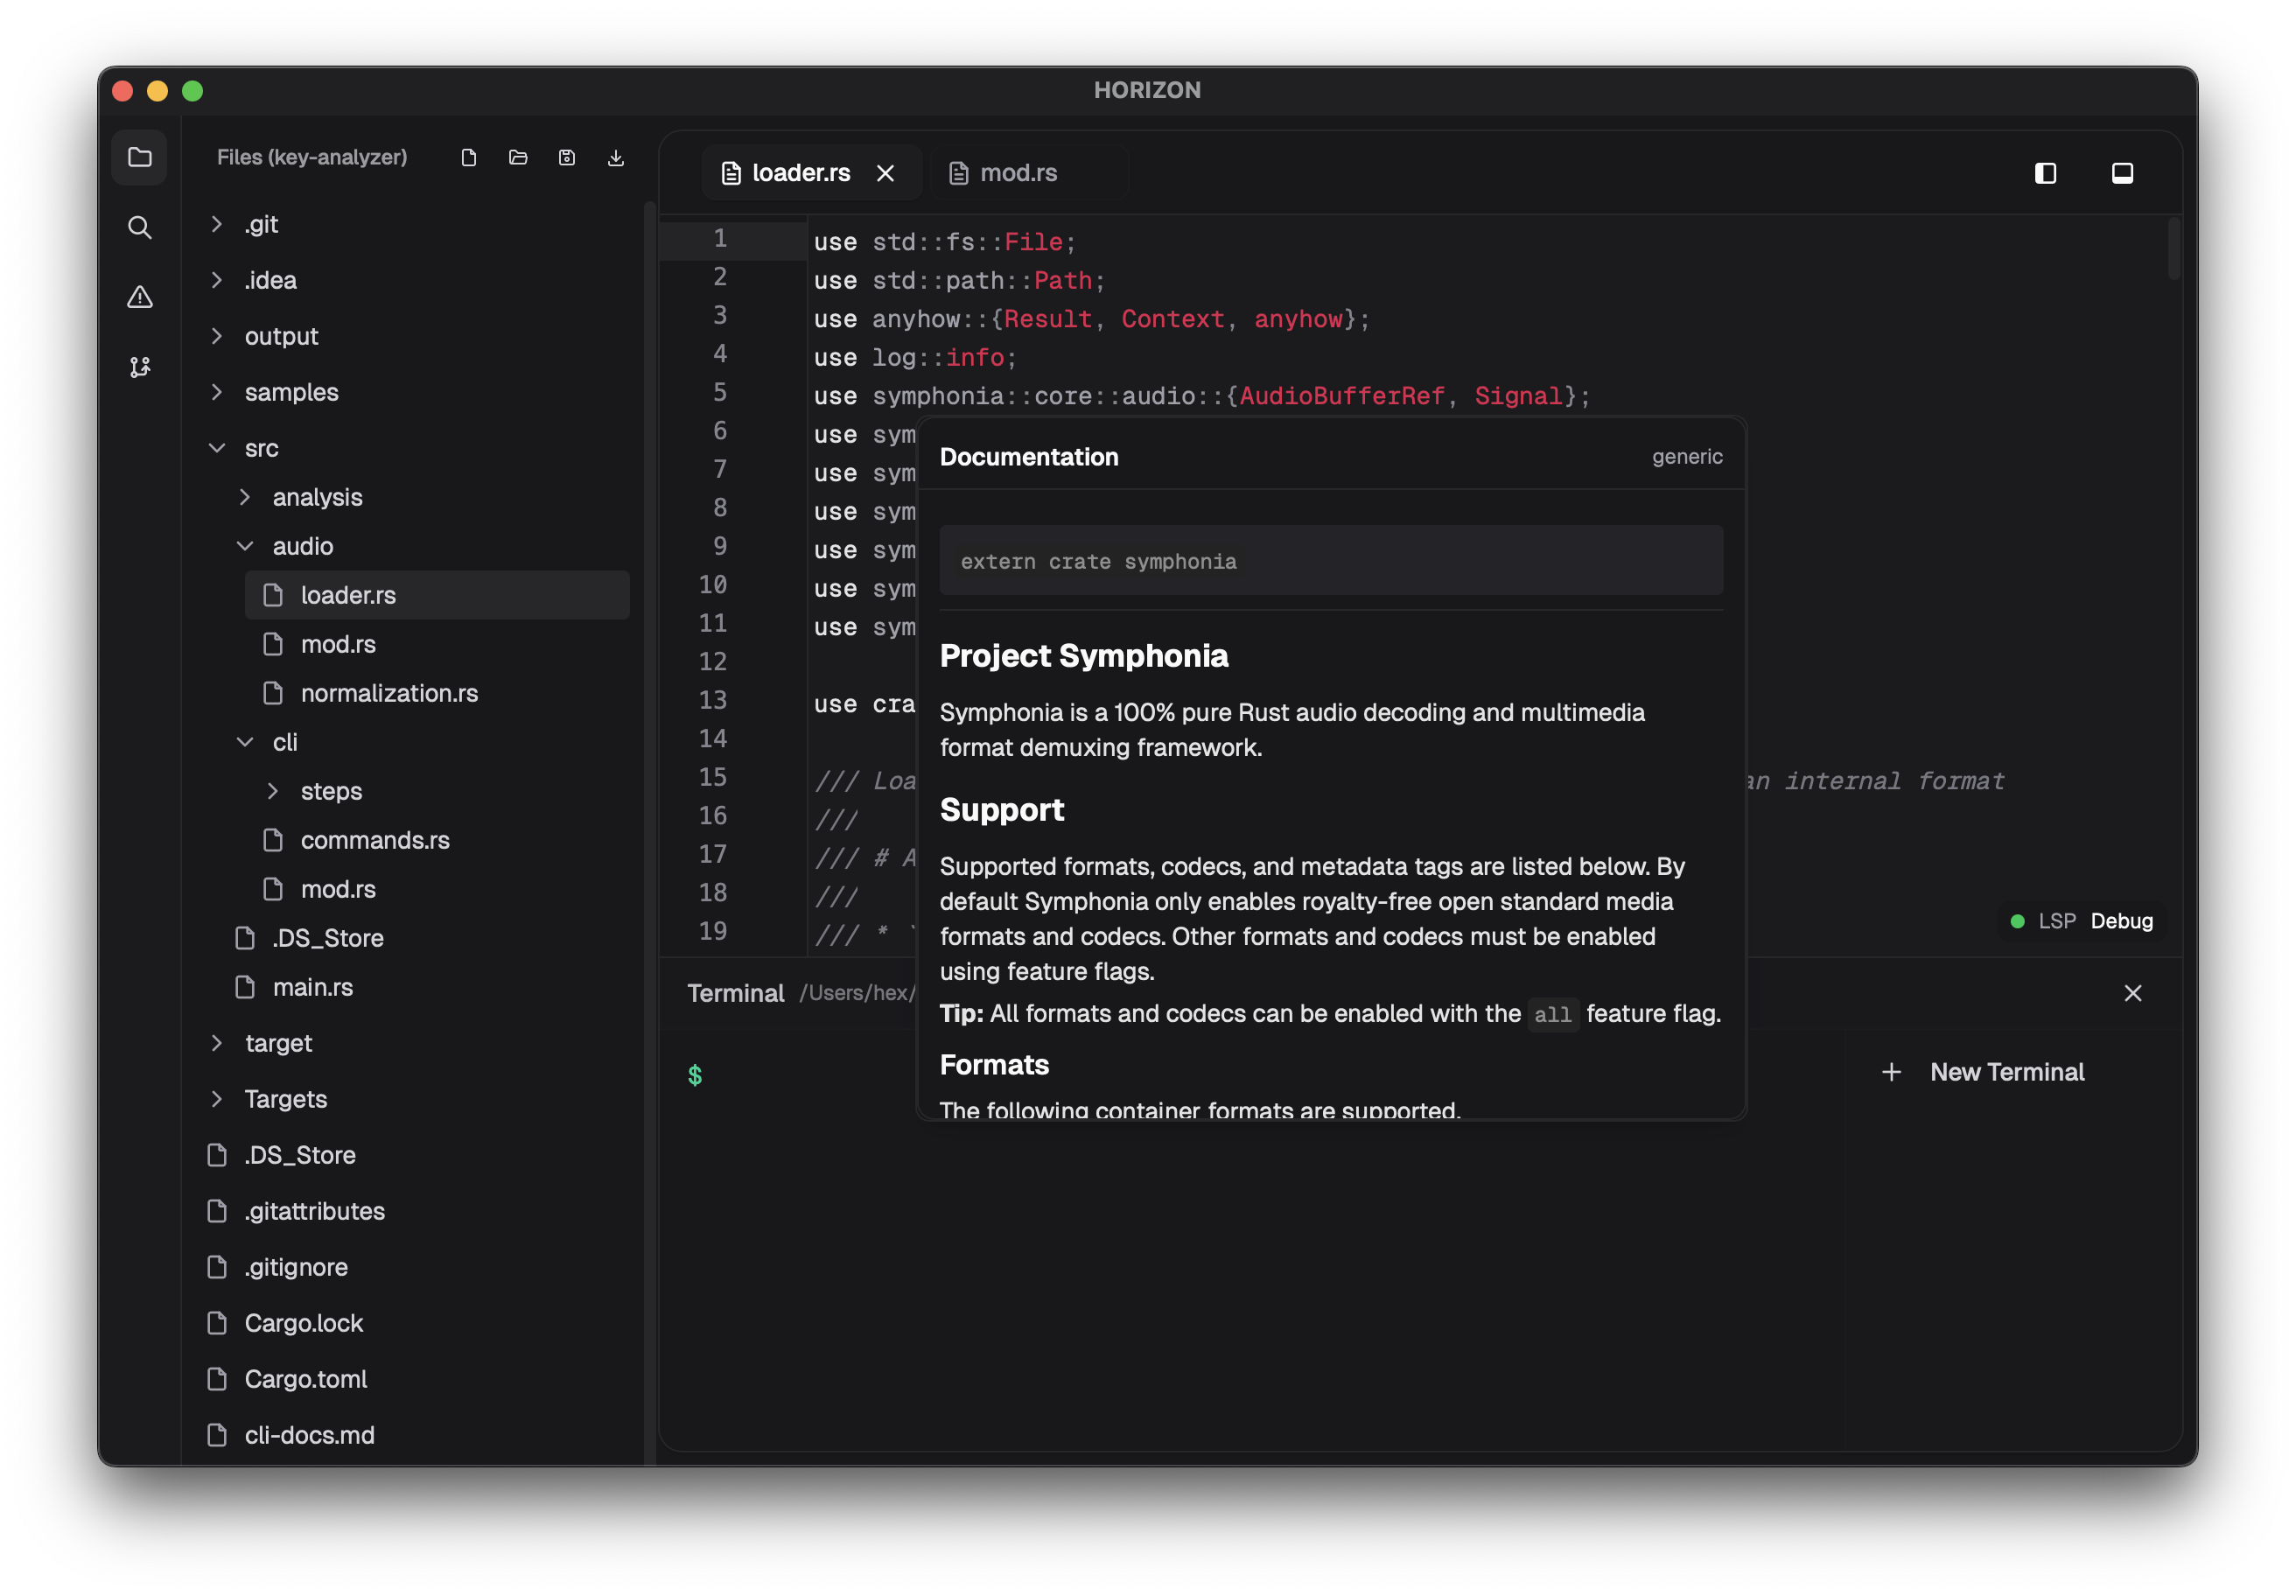 HORIZON
Files (key-analyzer)
.git
.idea
output
samples
src
analysis
audio
loader.rs
mod.rs
normalization.rs
cli
steps
commands.rs
mod.rs
.DS_Store
main.rs
target
Targets
.DS_Store
.gitattributes
.gitignore
Cargo.lock
Cargo.toml
cli-docs.md
loader.rs
mod.rs
1 use std::fs::File;
2 use std::path::Path;
3 use anyhow::{Result, Context, anyhow};
4 use log::info;
5 use symphonia::core::audio::{AudioBufferRef, Signal};
6 use sym
7 use sym
8 use sym
9 use sym
10 use sym
11 use sym
12
13 use cra
14
15 /// Loa an internal format
16 ///
17 /// # A
18 ///
19 /// * `
Documentation generic
extern crate symphonia
Project Symphonia
Symphonia is a 100% pure Rust audio decoding and multimedia
format demuxing framework.
Support
Supported formats, codecs, and metadata tags are listed below. By
default Symphonia only enables royalty-free open standard media
formats and codecs. Other formats and codecs must be enabled
using feature flags.
Tip: All formats and codecs can be enabled with the all feature flag.
Formats
The following container formats are supported.
LSP Debug
Terminal /Users/hex/
$
New Terminal